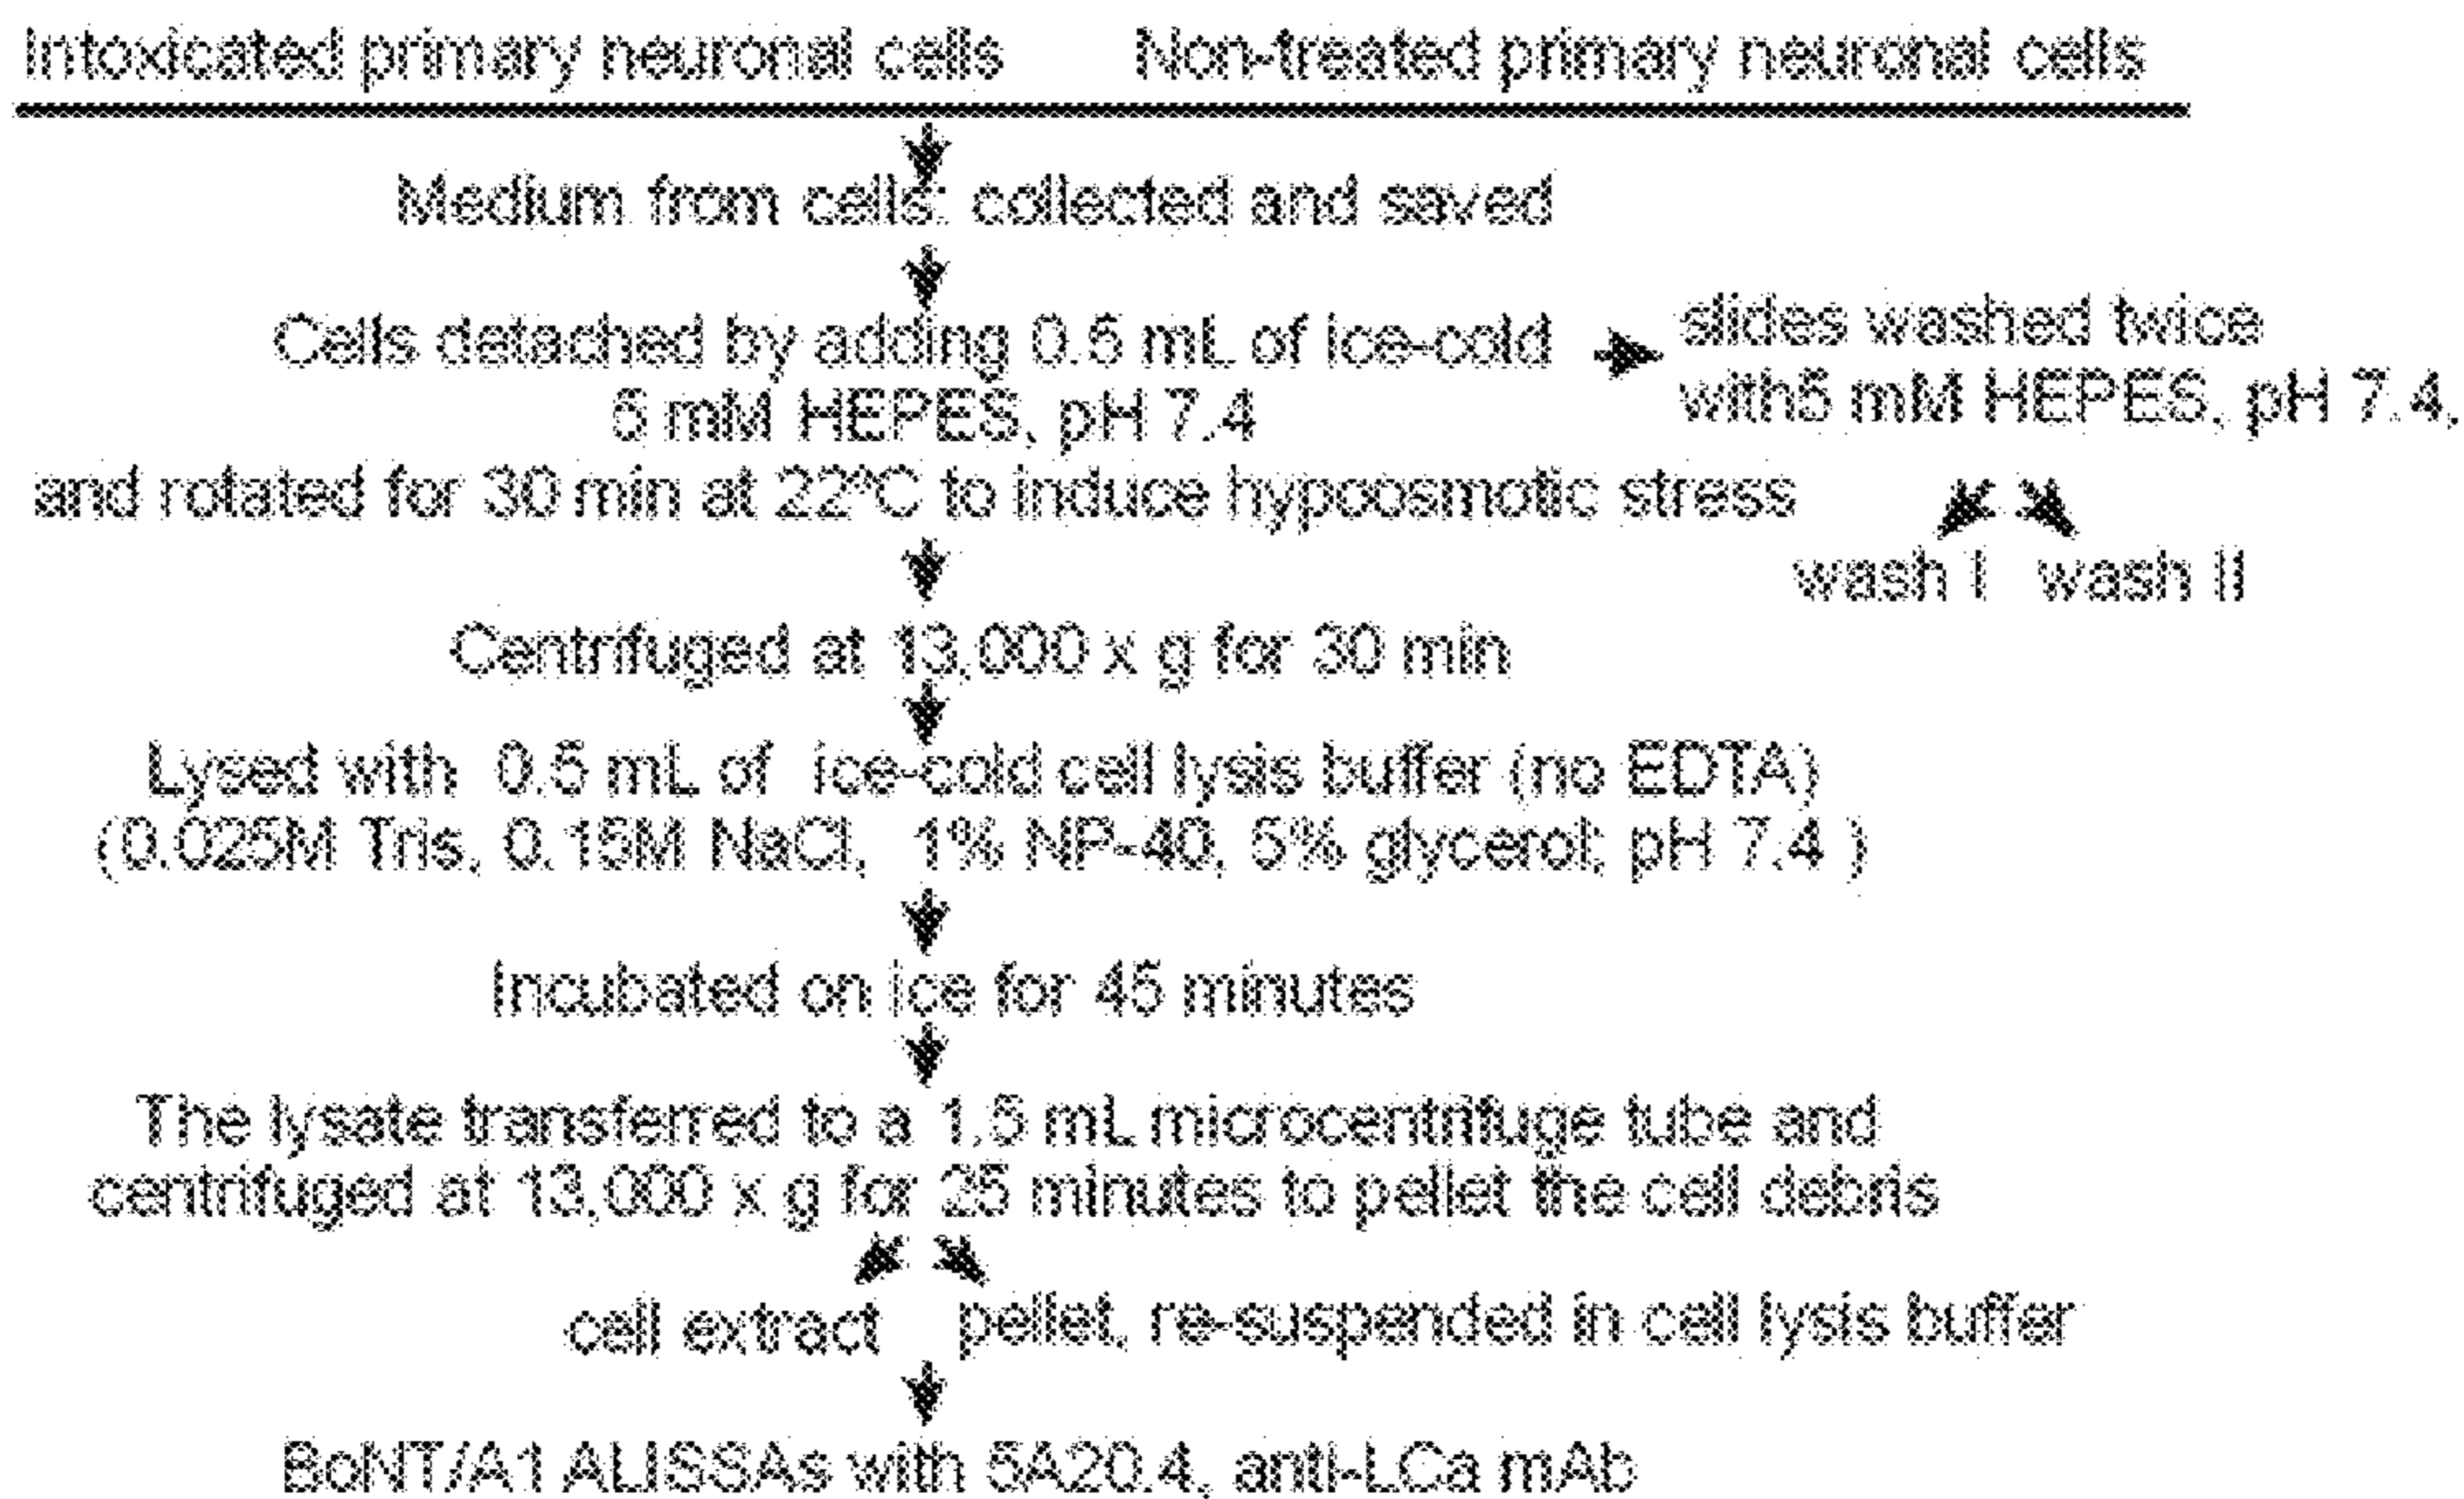 Intoxicated primary neuronal cells Non-treated primary neuronal cells
Medium from cells: collected and saved
Cells detached by adding 0.5 mL of ice-cold
5 mM HEPES, pH 7.4
and rotated for 30 min at 22ºC to induce hypoosmotic stress
slides washed twice
with5 mM HEPES, pH 7.4,
wash I wash II
Centrifuged at 13,000 x g for 30 min
Lysed with 0.5 mL of ice-cold cell lysis buffer (no EDTA)
(0.025M Tris, 0.15M NaCl, 1% NP-40, 5% glycerol; pH 7.4 )
Incubated on ice for 45 minutes
The lysate transferred to a 1.5 mL microcentrifuge tube and
centrifuged at 13,000 x g for 25 minutes to pellet the cell debris
cell extract pellet, re-suspended in cell lysis buffer
BoNT/A1 ALISSAs with 5A20.4, anti-LCa mAb